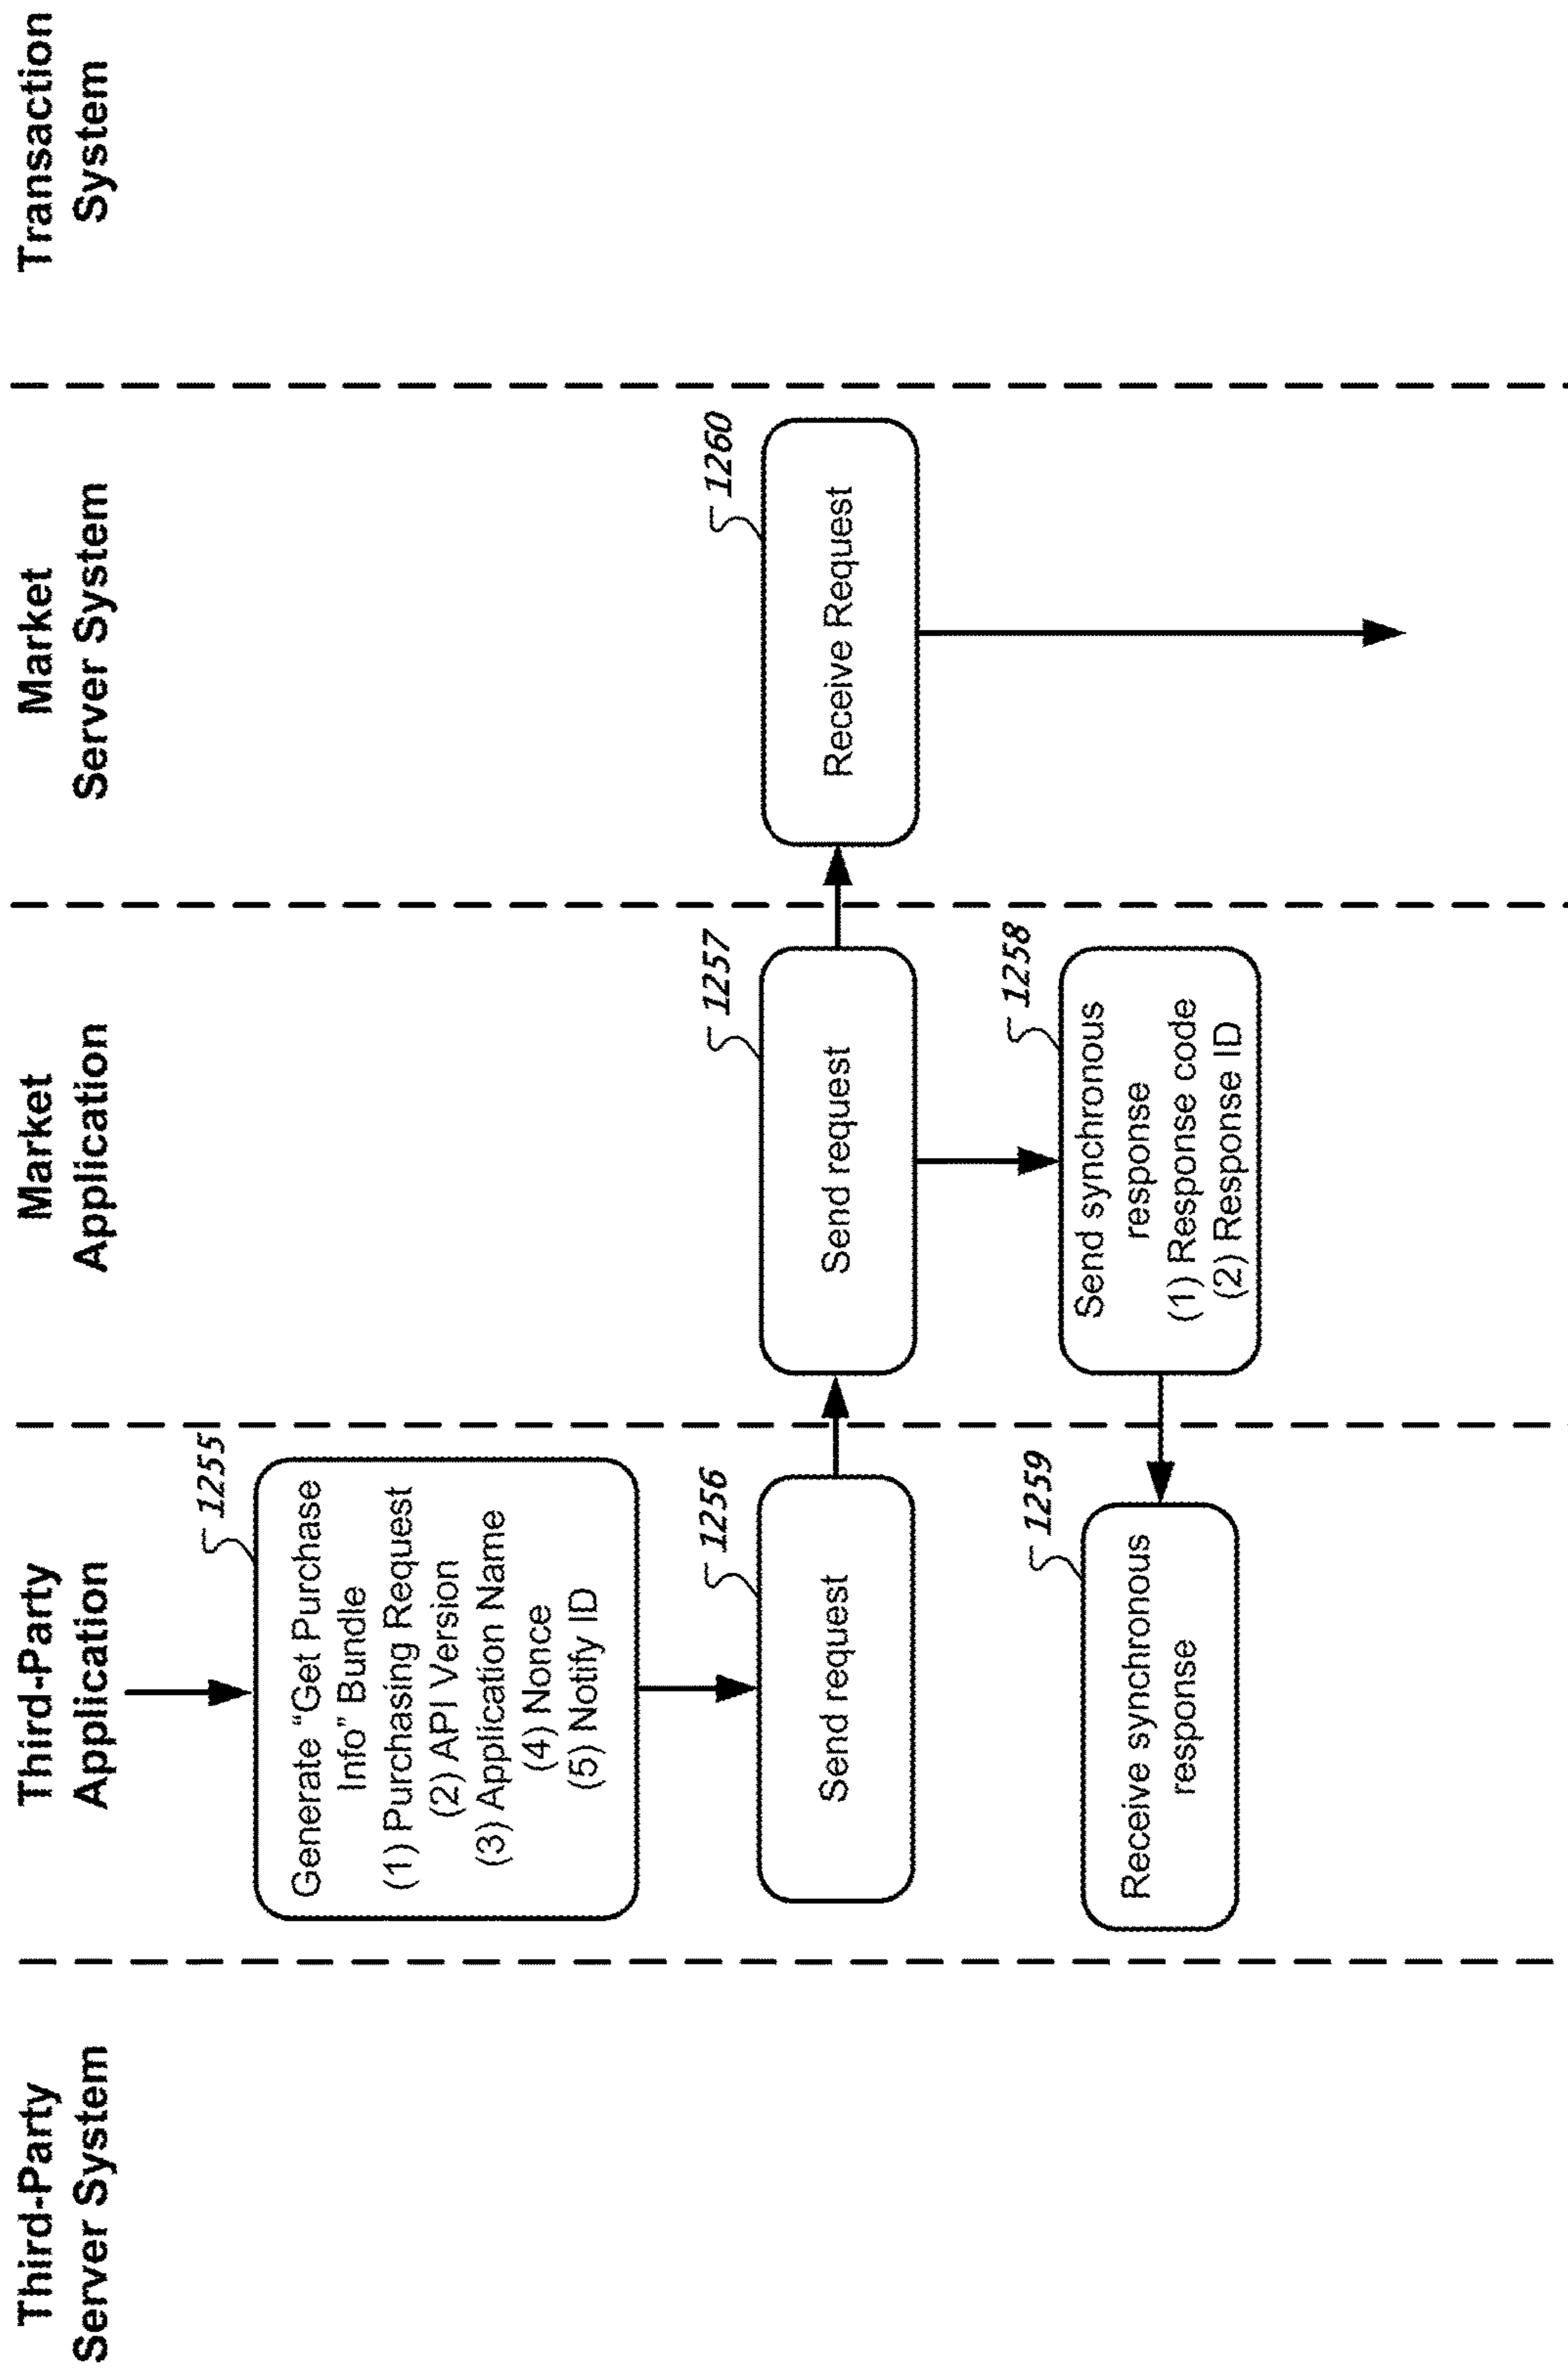 Third-Party
Server System
Third-Party
Application
Market
Application
Market
Server System
Transaction
System
1255
Generate “Get Purchase
Info” Bundle
(1) Purchasing Request
(2) API Version
(3) Application Name
(4) Nonce
(5) Notify ID
1256
Send request
1257
Send request
1260
Receive Request
1258
Send synchronous
response
(1) Response code
(2) Response ID
1259
Receive synchronous
response